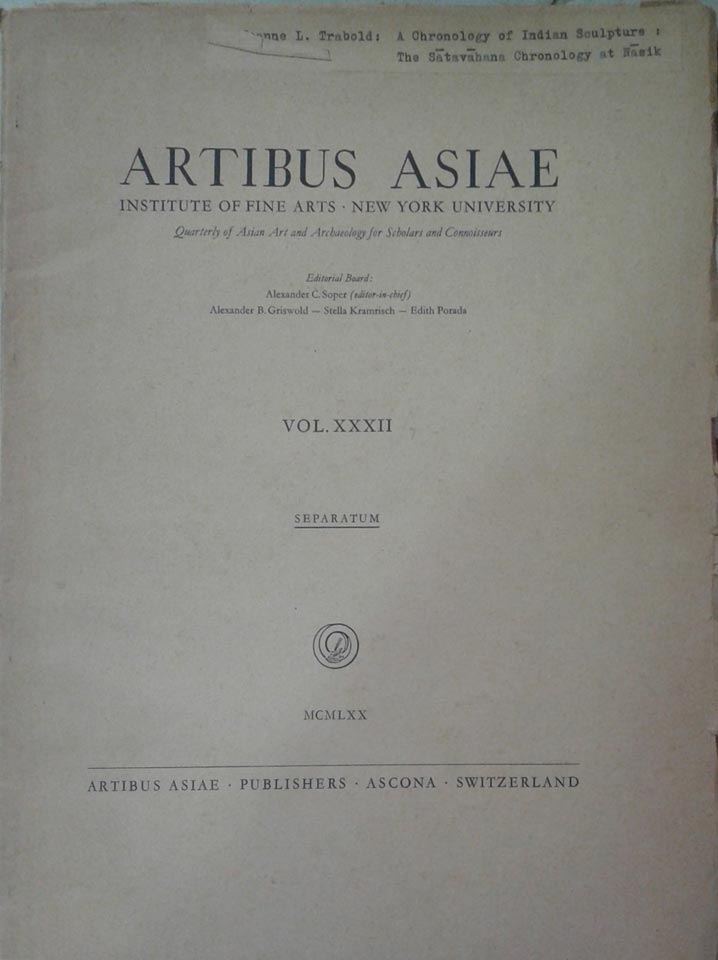 L. Trabold: A Chronology of Indian Sculpture :
The Sātavāhana Chronology at Nāsik
ARTIBUS ASIAE
INSTITUTE OF FINE ARTS · NEW YORK UNIVERSITY
Quarterly of Asian Art and Archaeology for Scholars and Connoisseurs
Editorial Board:
Alexander C. Soper (editor-in-chief)
Alexander B. Griswold — Stella Kramrisch — Edith Porada
VOL. XXXII
SEPARATUM
MCMLXX
ARTIBUS ASIAE · PUBLISHERS · ASCONA · SWITZERLAND